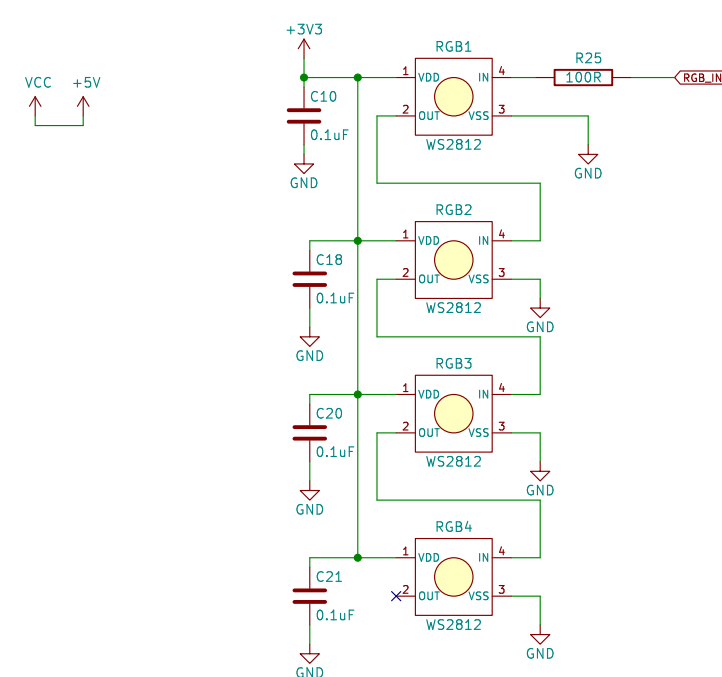 +3V3
RGB1
VCC +5V
C10
0.1uF
GND
1 VDD IN 4
2 OUT VSS 3
WS2812
R25
100R
RGB_IN
GND
RGB2
C18
0.1uF
GND
1 VDD IN 4
2 OUT VSS 3
WS2812
GND
RGB3
C20
0.1uF
GND
1 VDD IN 4
2 OUT VSS 3
WS2812
GND
RGB4
C21
0.1uF
GND
1 VDD IN 4
2 OUT VSS 3
WS2812
GND